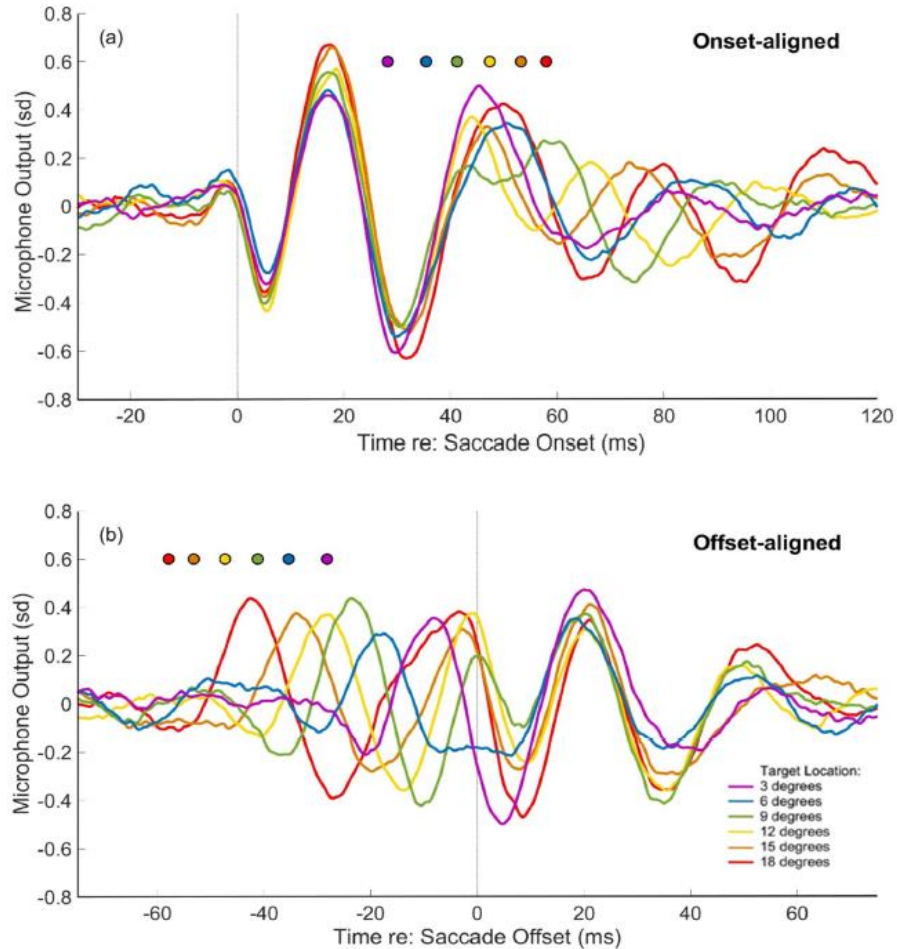 (a)
Onset-aligned
Microphone Output (sd)
0.8
0.6
0.4
0.2
0
-0.2
-0.4
-0.6
-0.8
-20 0 20 40 60 80 100 120
Time re: Saccade Onset (ms)
(b)
Offset-aligned
Microphone Output (sd)
0.8
0.6
0.4
0.2
0
-0.2
-0.4
-0.6
-0.8
Target Location:
3 degrees
6 degrees
9 degrees
12 degrees
15 degrees
18 degrees
-60 -40 -20 0 20 40 60
Time re: Saccade Offset (ms)